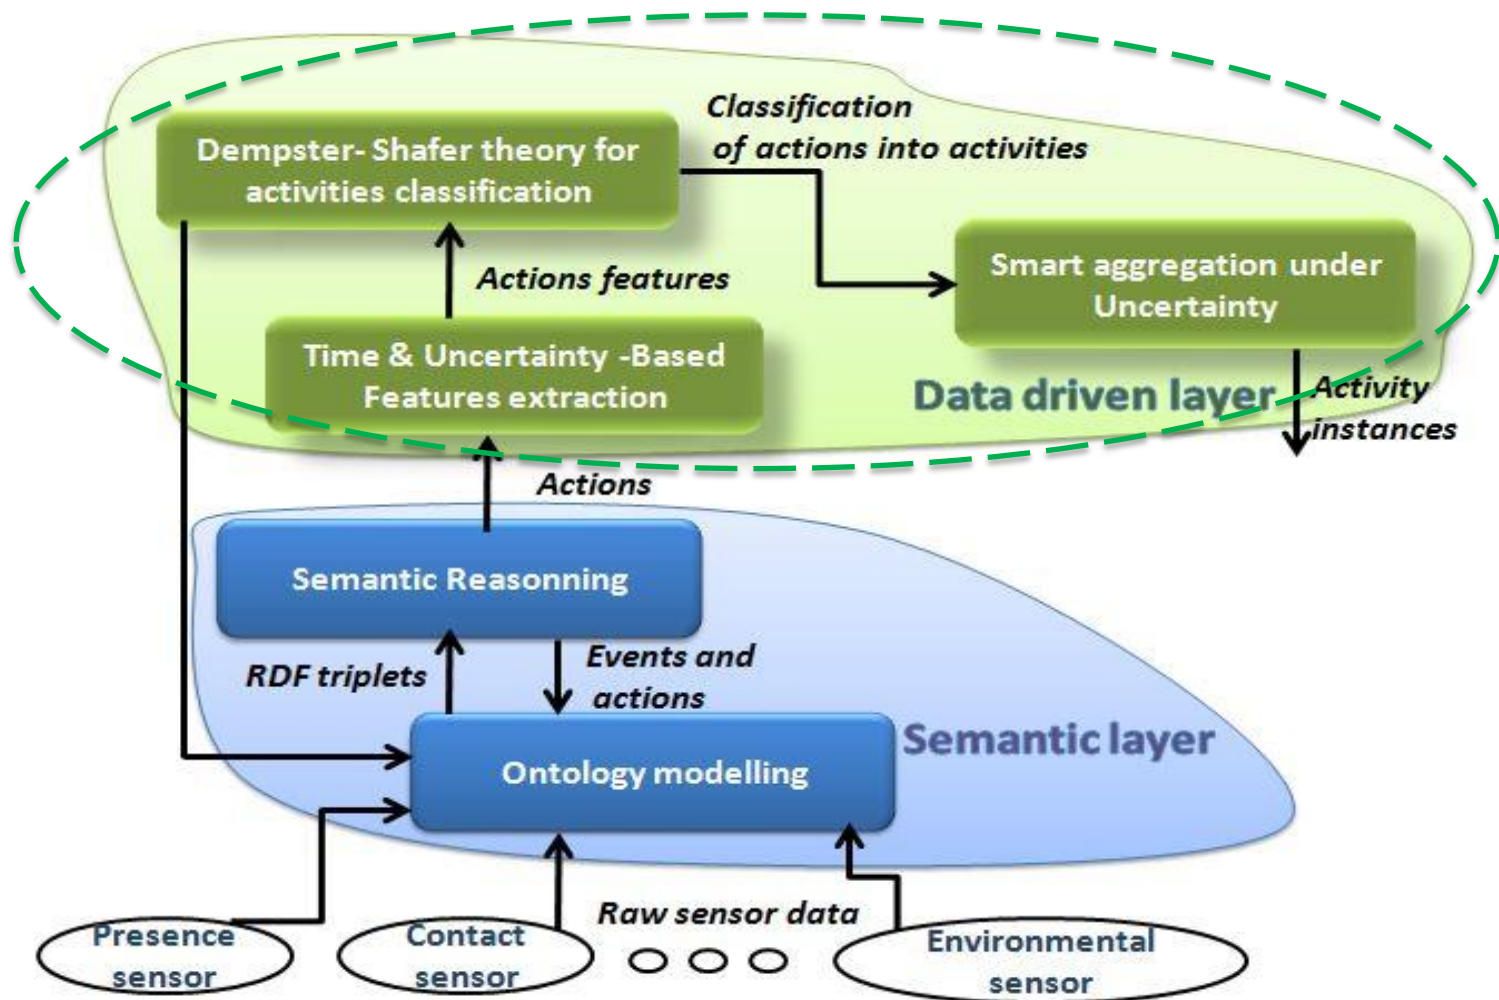 Classification
of actions into activities
Dempster- Shafer theory for
activities classification
Smart aggregation under
Uncertainty
Actions features
Time & Uncertainty -Based
Features extraction
Data driven layer
Activity
instances
Actions
Semantic Reasonning
RDF triplets
Events and
actions
Semantic layer
Ontology modelling
Raw sensor data
Presence
sensor
Contact
sensor
Environmental
sensor